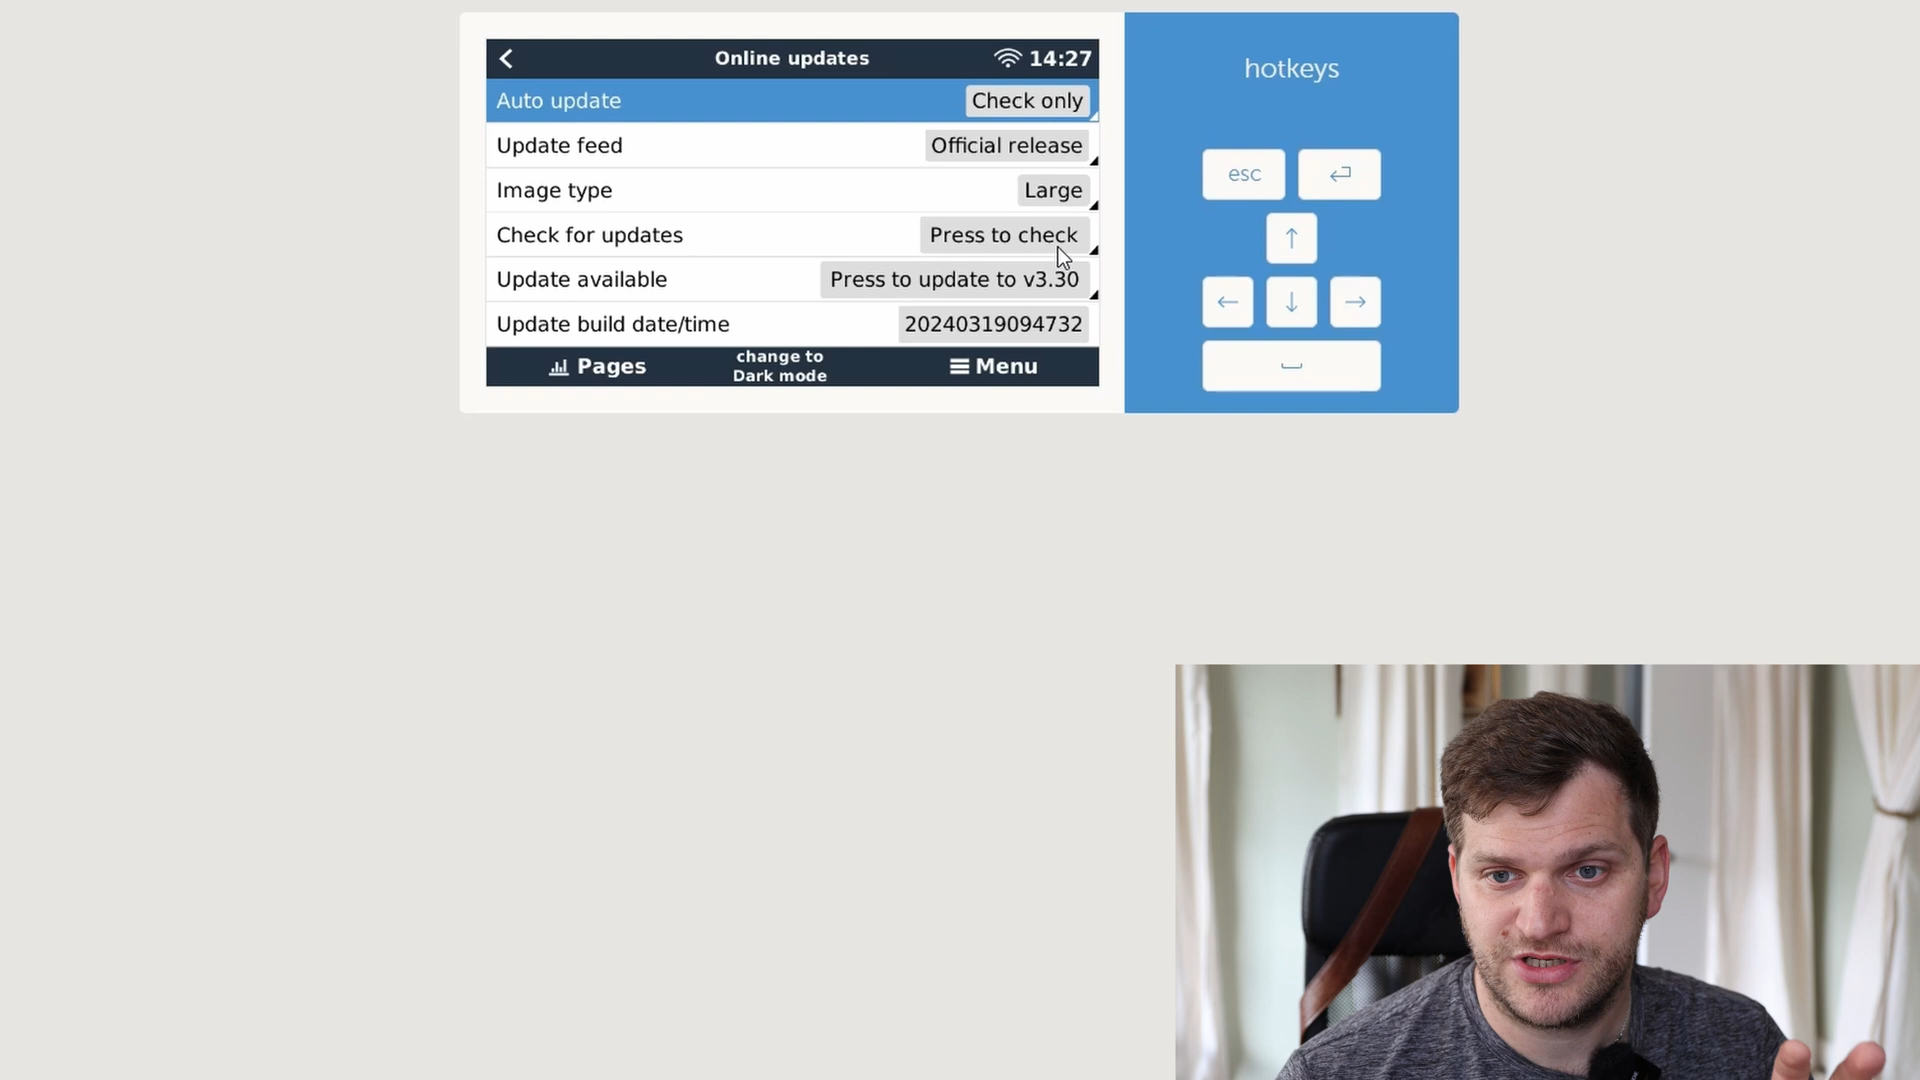 Online updates 14:27
Auto update Check only
Update feed Official release
Image type Large
Check for updates Press to check
Update available Press to update to v3.30
Update build date/time 20240319094732
Pages change to Dark mode Menu
hotkeys
esc